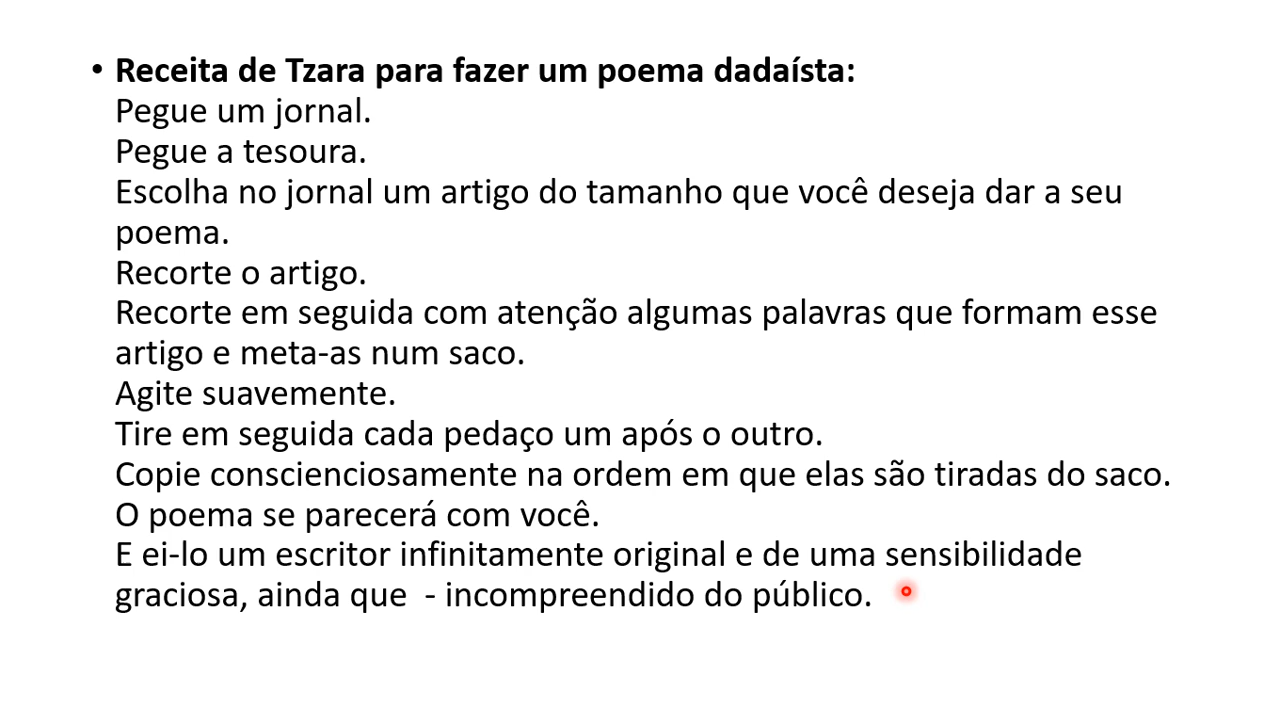 • Receita de Tzara para fazer um poema dadaísta:
Pegue um jornal.
Pegue a tesoura.
Escolha no jornal um artigo do tamanho que você deseja dar a seu
poema.
Recorte o artigo.
Recorte em seguida com atenção algumas palavras que formam esse
artigo e meta-as num saco.
Agite suavemente.
Tire em seguida cada pedaço um após o outro.
Copie conscienciosamente na ordem em que elas são tiradas do saco.
O poema se parecerá com você.
E ei-lo um escritor infinitamente original e de uma sensibilidade
graciosa, ainda que  - incompreendido do público.